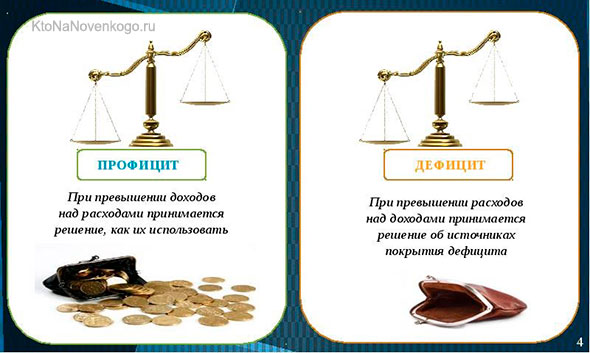 KtoNaNovenkogo.ru
ПРОФИЦИТ
При превышении доходов
над расходами принимается
решение, как их использовать
ДЕФИЦИТ
При превышении расходов
над доходами принимается
решение об источниках
покрытия дефицита
4